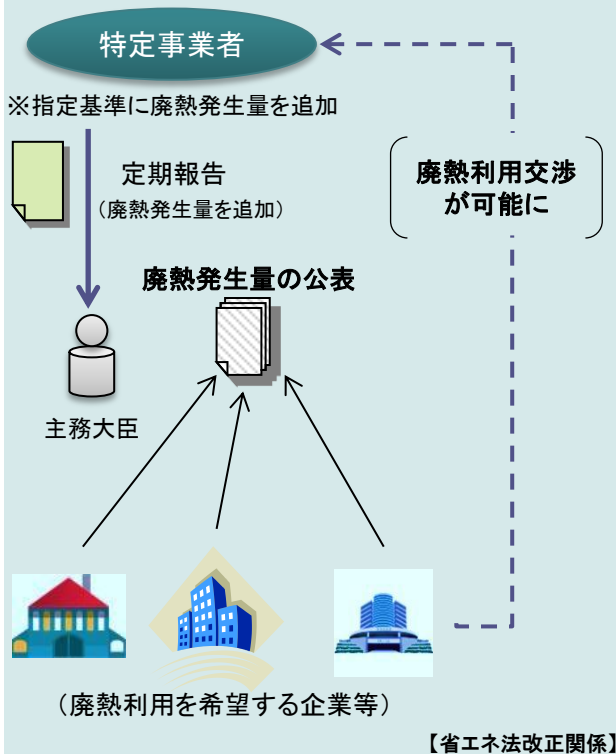 特定事業者
※指定基準に廃熱発生量を追加
定期報告
（廃熱発生量を追加）
廃熱利用交渉
が可能に
廃熱発生量の公表
主務大臣
（廃熱利用を希望する企業等）
【省エネ法改正関係】